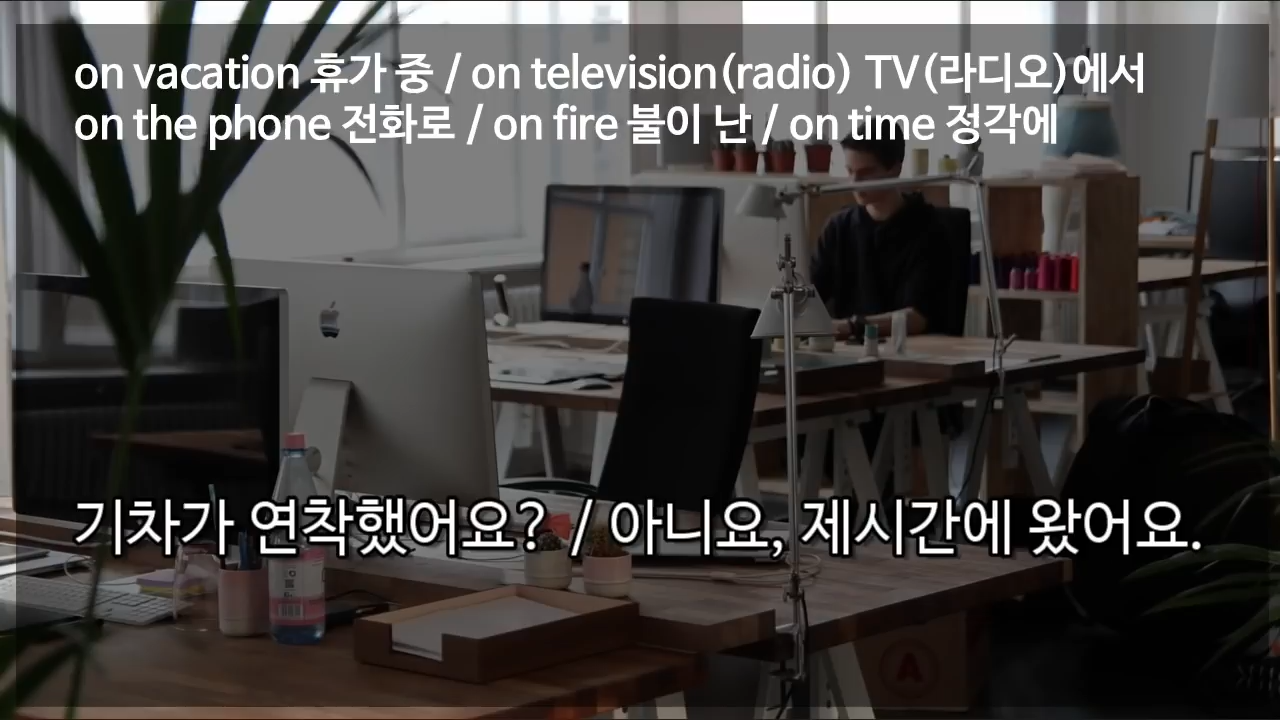 on vacation 휴가 중 / on television(radio) TV(라디오)에서
on the phone 전화로 / on fire 불이 난 / on time 정각에
기차가 연착했어요? / 아니요, 제시간에 왔어요.
A